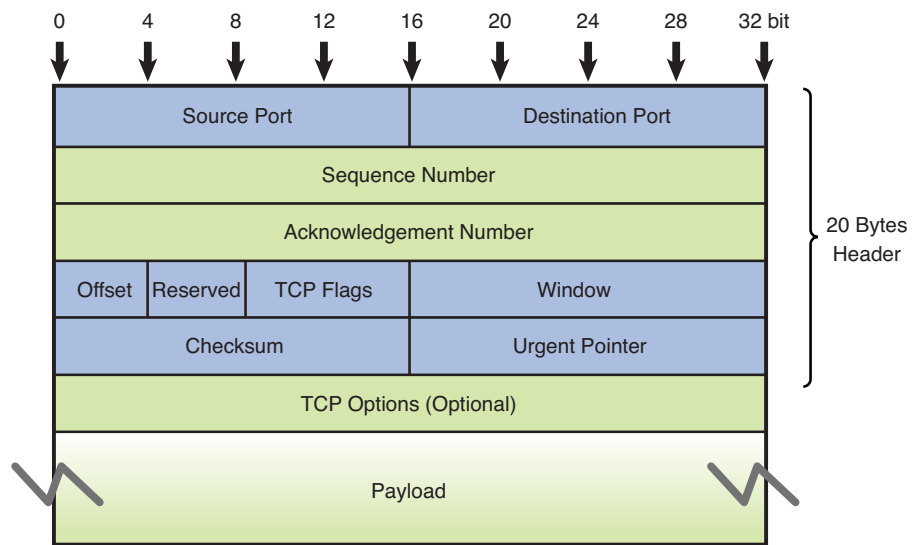 0 4 8 12 16 20 24 28 32 bit
Source Port Destination Port
Sequence Number
Acknowledgement Number
20 Bytes
Header
Offset Reserved TCP Flags Window
Checksum Urgent Pointer
TCP Options (Optional)
Payload